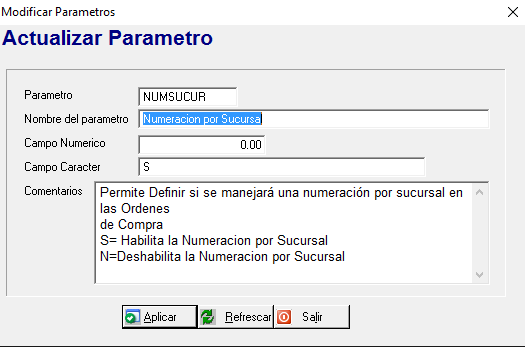 Modificar Parametros
Actualizar Parametro
Parametro NUMSUCUR
Nombre del parametro Numeracion por Sucursa
Campo Numerico 0.00
Campo Caracter S
Comentarios Permite Definir si se manejará una numeración por sucursal en
las Ordenes
de Compra
S= Habilita la Numeracion por Sucursal
N=Deshabilita la Numeracion por Sucursal
Aplicar Refrescar Salir